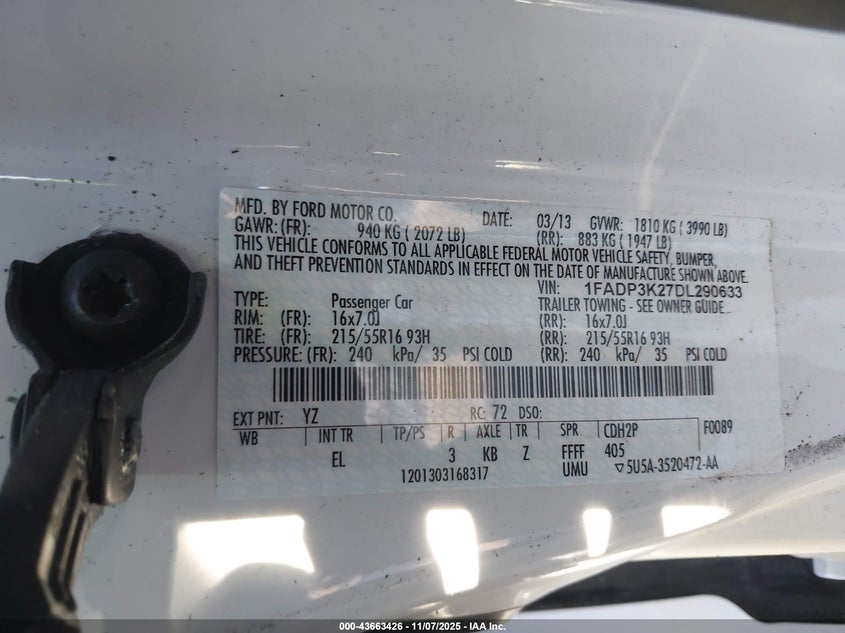 MFD. BY FORD MOTOR CO. DATE: 03/13 GVWR: 1810 KG ( 3990 LB)
GAWR: (FR): 940 KG ( 2072 LB) (RR): 883 KG ( 1947 LB)
THIS VEHICLE CONFORMS TO ALL APPLICABLE FEDERAL MOTOR VEHICLE SAFETY, BUMPER,
AND THEFT PREVENTION STANDARDS IN EFFECT ON THE DATE OF MANUFACTURE SHOWN ABOVE.
VIN: 1FADP3K27DL290633
TYPE: Passenger Car TRAILER TOWING - SEE OWNER GUIDE
RIM: (FR): 16x7.0J (RR): 16x7.0J
TIRE: (FR): 215/55R16 93H (RR): 215/55R16 93H
PRESSURE: (FR): 240 kPa/ 35 PSI COLD (RR): 240 kPa/ 35 PSI COLD
EXT PNT: YZ RC: 72 DSO:
WB INT TR TP/PS R AXLE TR SPR CDH2P F0089
EL 3 KB Z FFFF 405
1201303168317 UMU ▽5U5A-3520472-AA
000-43663426 - 11/07/2025 - IAA Inc.